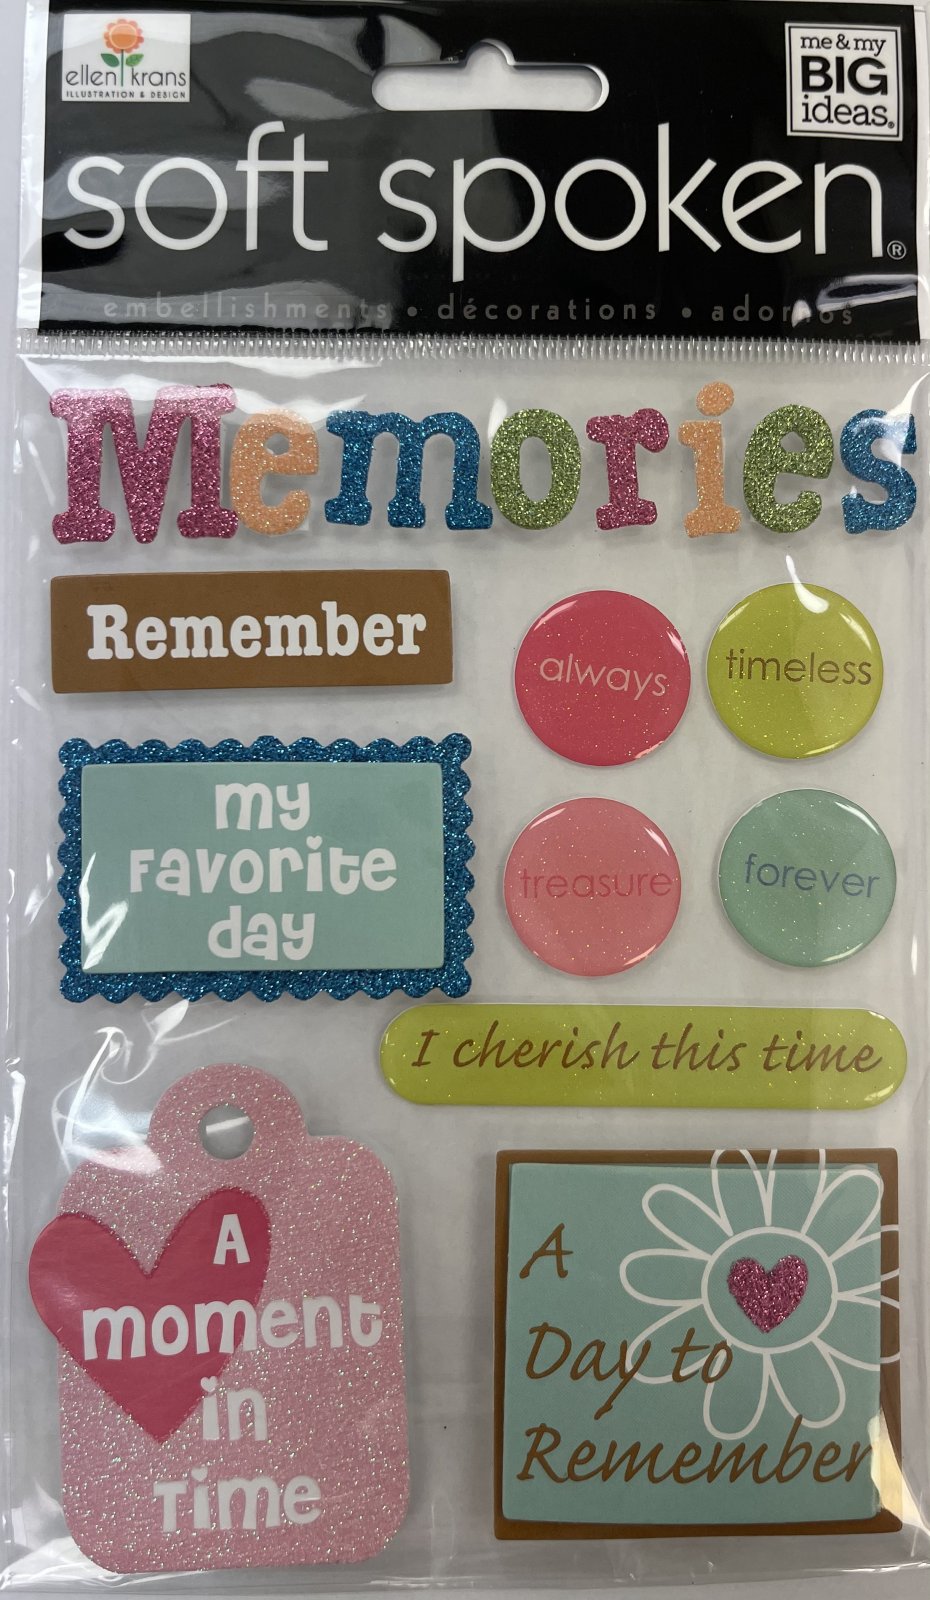 ellen krans
ILLUSTRATION & DESIGN
me & my
BIG
ideas®
soft spoken®
embellishments • décorations • adornos
Memories
Remember
always
timeless
my
Favorite
day
treasure
forever
I cherish this time
A
moment
in
Time
A
Day to
Remember